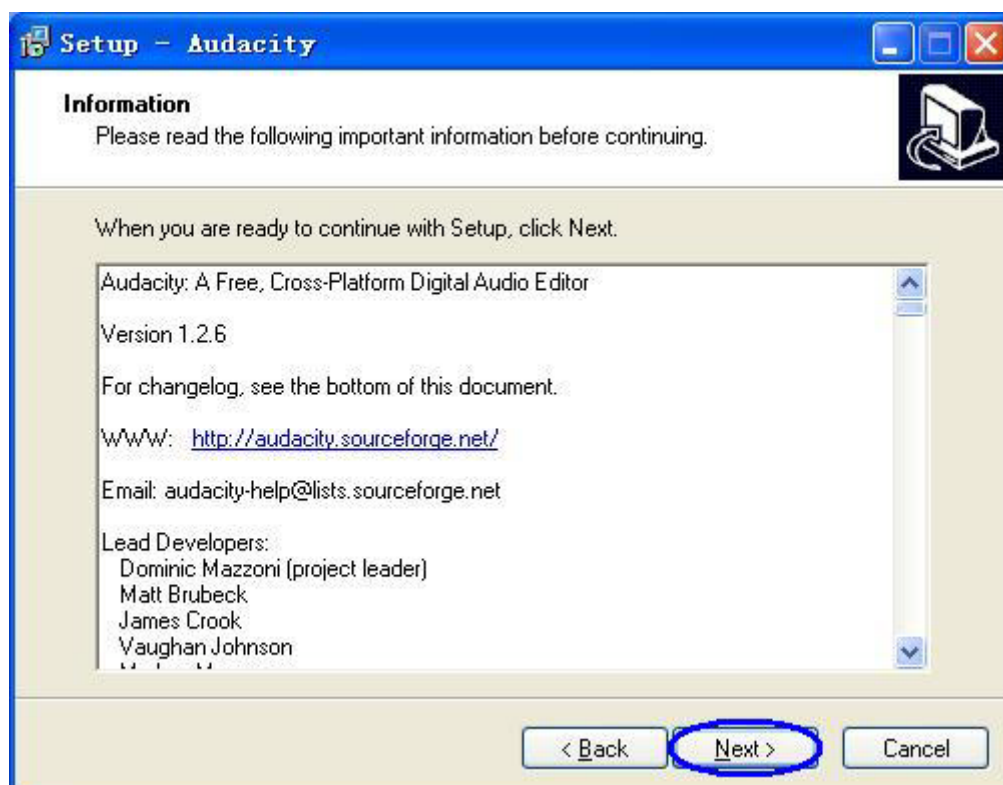 Setup - Audacity
Information
Please read the following important information before continuing.
When you are ready to continue with Setup, click Next.
Audacity: A Free, Cross-Platform Digital Audio Editor
Version 1.2.6
For changelog, see the bottom of this document.
WWW: http://audacity.sourceforge.net/
Email: audacity-help@lists.sourceforge.net
Lead Developers:
Dominic Mazzoni (project leader)
Matt Brubeck
James Crook
Vaughan Johnson
< Back
Next >
Cancel